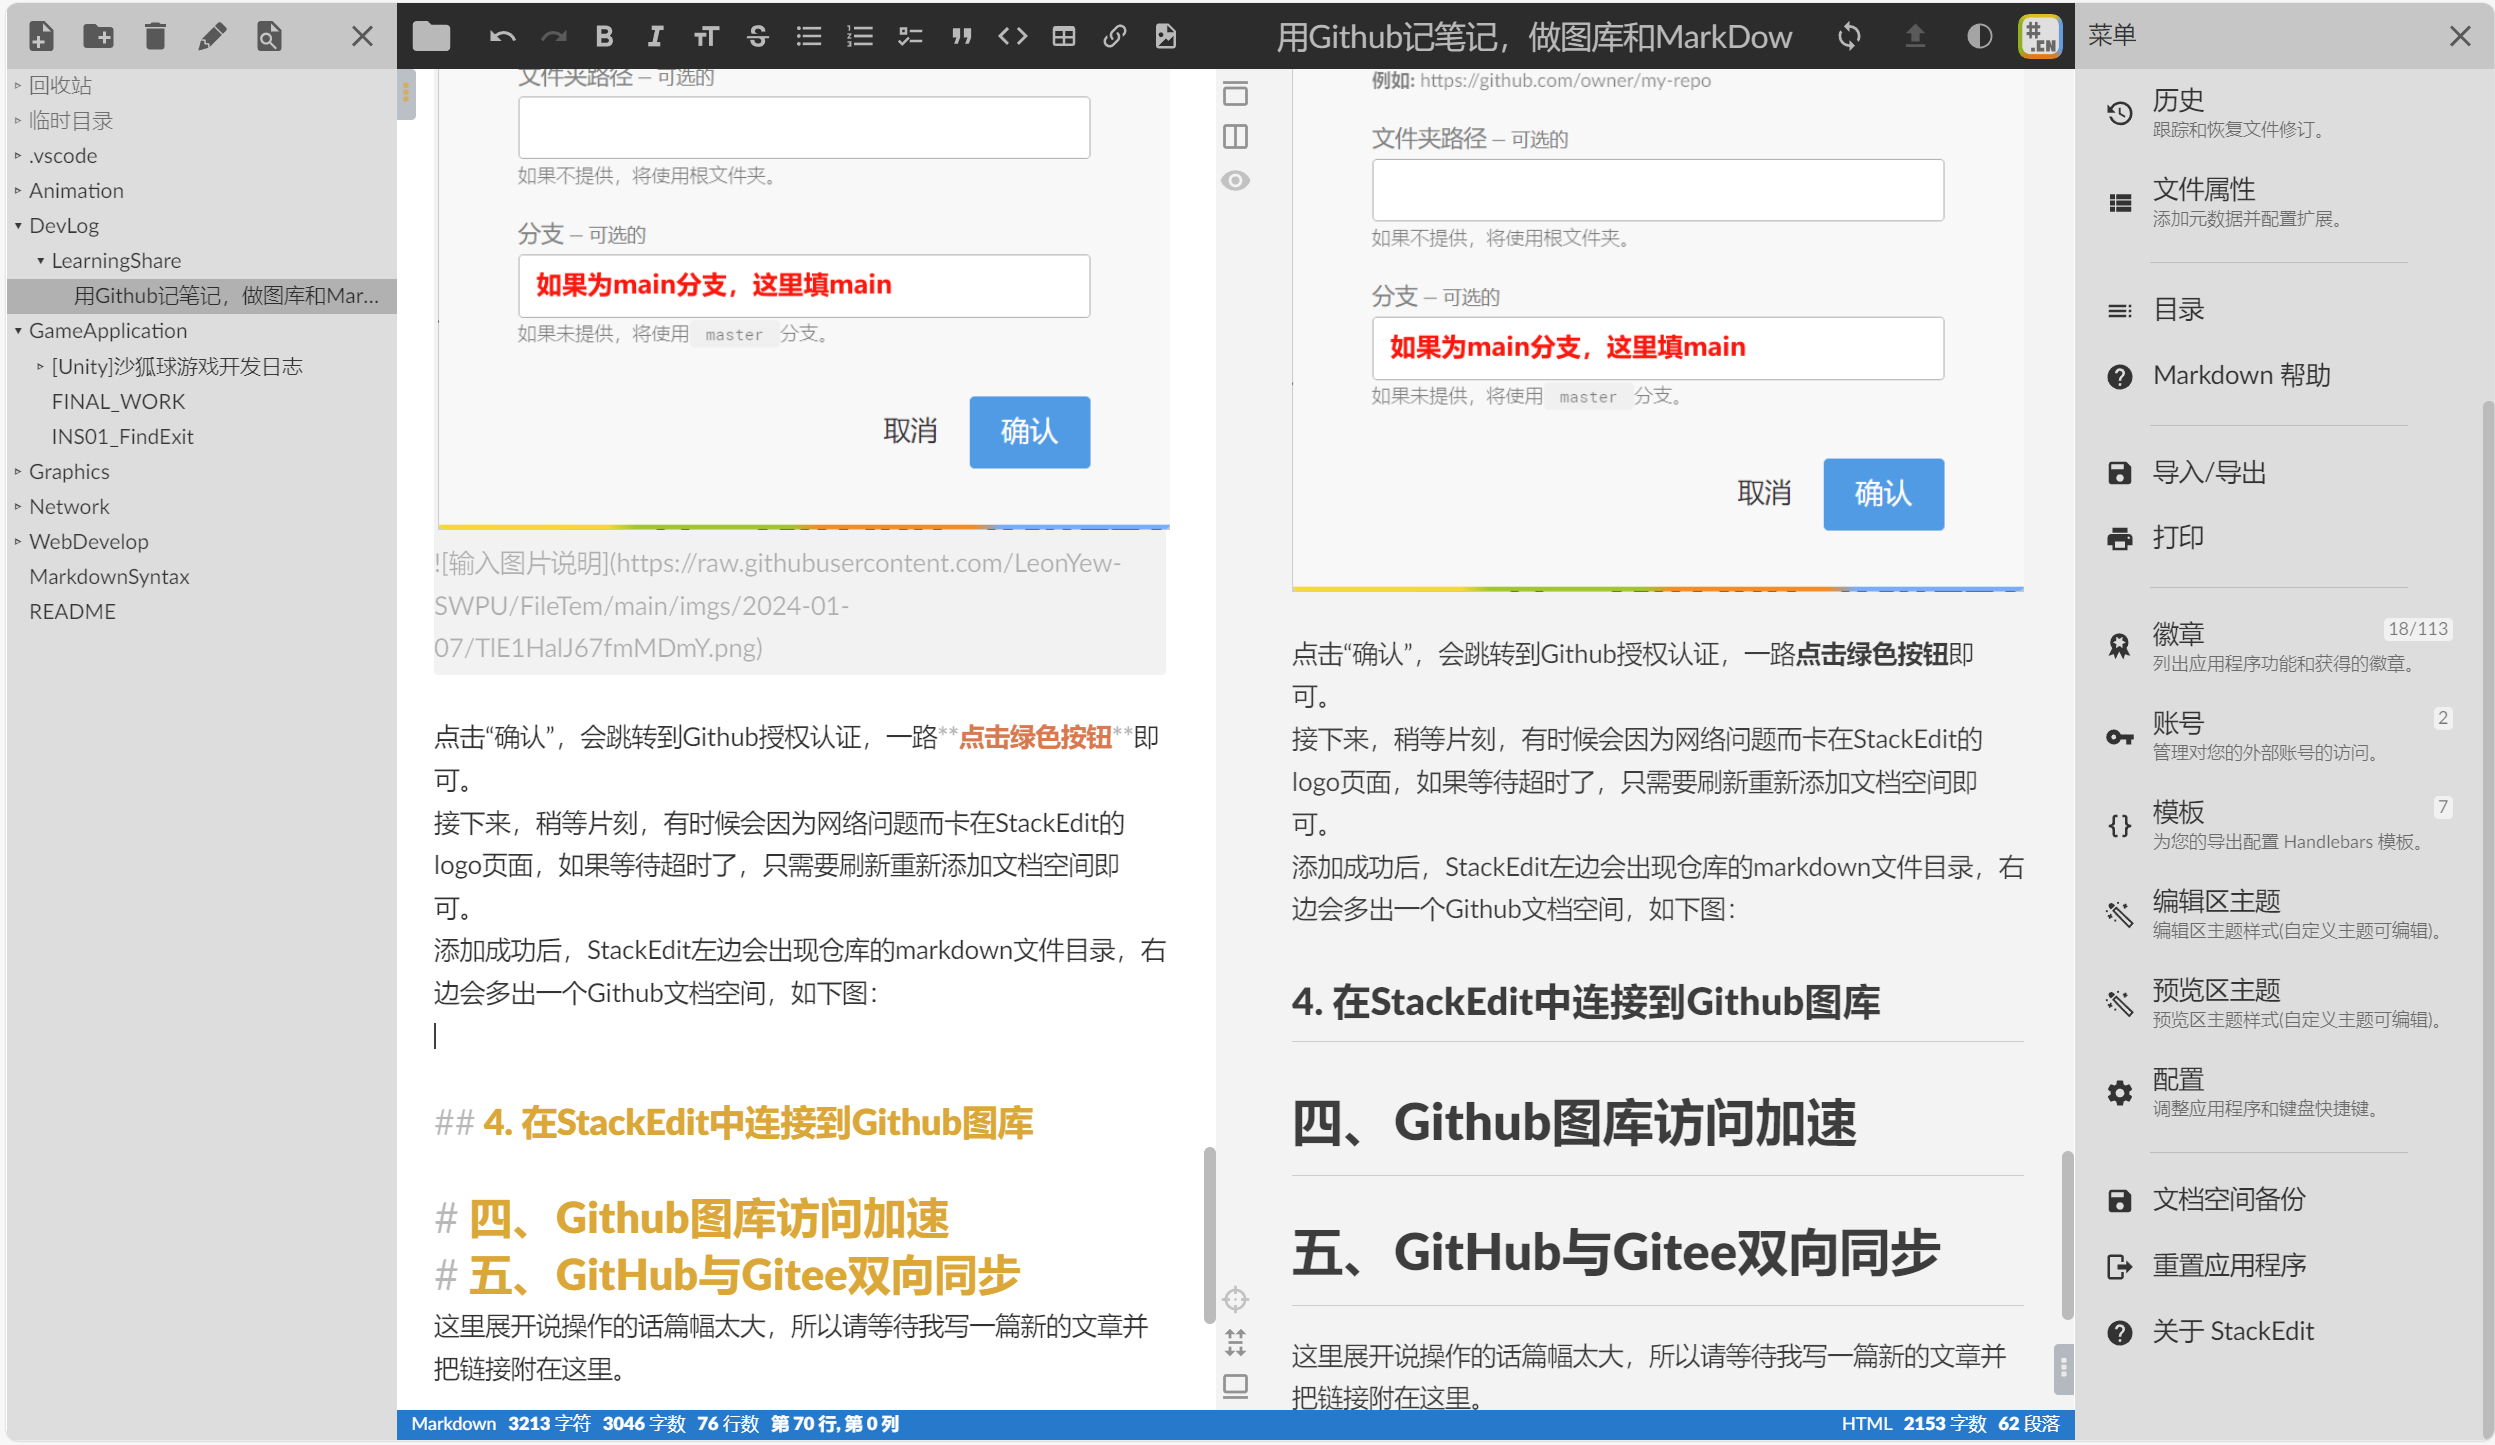 用Github记笔记，做图库和MarkDow
菜单
回收站
临时目录
.vscode
Animation
DevLog
LearningShare
用Github记笔记，做图库和Mar...
GameApplication
[Unity]沙狐球游戏开发日志
FINAL_WORK
INS01_FindExit
Graphics
Network
WebDevelop
MarkdownSyntax
README
文件夹路径 — 可选的
如果不提供，将使用根文件夹。
分支 — 可选的
如果为main分支，这里填main
如果未提供，将使用 master 分支。
取消 确认
![输入图片说明](https://raw.githubusercontent.com/LeonYew-
SWPU/FileTem/main/imgs/2024-01-
07/TlE1HalJ67fmMDmY.png)
点击“确认”，会跳转到Github授权认证，一路**点击绿色按钮**即
可。
接下来，稍等片刻，有时候会因为网络问题而卡在StackEdit的
logo页面，如果等待超时了，只需要刷新重新添加文档空间即
可。
添加成功后，StackEdit左边会出现仓库的markdown文件目录，右
边会多出一个Github文档空间，如下图：
## 4. 在StackEdit中连接到Github图库
# 四、Github图库访问加速
# 五、GitHub与Gitee双向同步
这里展开说操作的话篇幅太大，所以请等待我写一篇新的文章并
把链接附在这里。
例如: https://github.com/owner/my-repo
文件夹路径 — 可选的
如果不提供，将使用根文件夹。
分支 — 可选的
如果为main分支，这里填main
如果未提供，将使用 master 分支。
取消 确认
点击“确认”，会跳转到Github授权认证，一路点击绿色按钮即
可。
接下来，稍等片刻，有时候会因为网络问题而卡在StackEdit的
logo页面，如果等待超时了，只需要刷新重新添加文档空间即
可。
添加成功后，StackEdit左边会出现仓库的markdown文件目录，右
边会多出一个Github文档空间，如下图：
4. 在StackEdit中连接到Github图库
四、Github图库访问加速
五、GitHub与Gitee双向同步
这里展开说操作的话篇幅太大，所以请等待我写一篇新的文章并
把链接附在这里。
历史
跟踪和恢复文件修订。
文件属性
添加元数据并配置扩展。
目录
Markdown 帮助
导入/导出
打印
徽章 18/113
列出应用程序功能和获得的徽章。
账号 2
管理对您的外部账号的访问。
模板 7
为您的导出配置 Handlebars 模板。
编辑区主题
编辑区主题样式(自定义主题可编辑)。
预览区主题
预览区主题样式(自定义主题可编辑)。
配置
调整应用程序和键盘快捷键。
文档空间备份
重置应用程序
关于 StackEdit
Markdown 3213 字符 3046 字数 76 行数 第 70 行, 第 0 列
HTML 2153 字数 62 段落